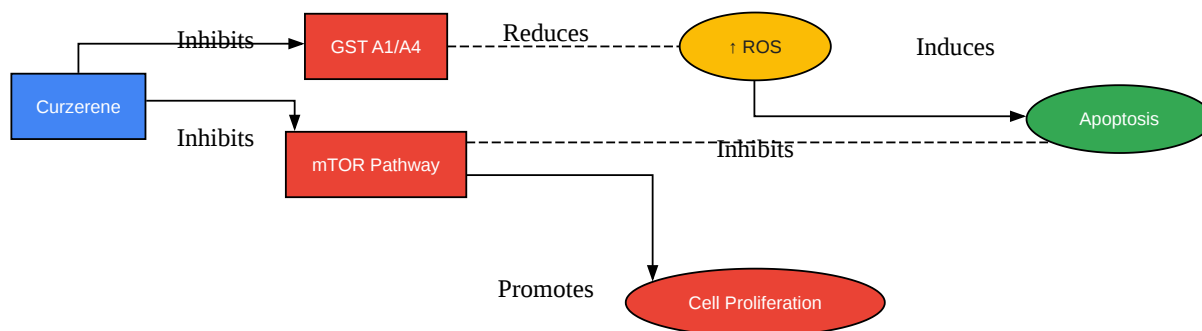 Inhibits
GST A1/A4
Reduces
↑ ROS
Induces
Curzerene
Inhibits
mTOR Pathway
Inhibits
Apoptosis
Promotes
Cell Proliferation